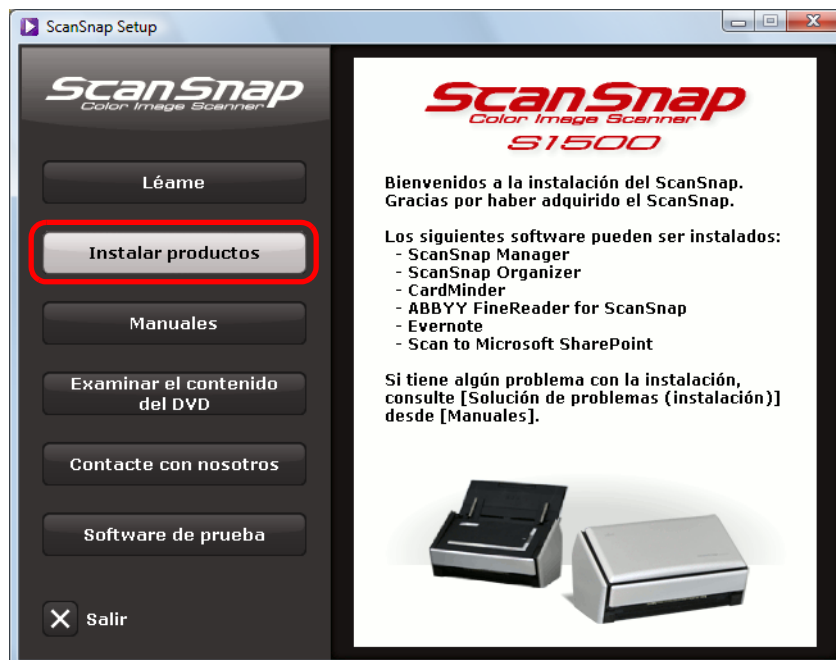 ScanSnap Setup
ScanSnap
Color Image Scanner
Léame
Instalar productos
Manuales
Examinar el contenido
del DVD
Contacte con nosotros
Software de prueba
Salir
ScanSnap
Color Image Scanner
S1500
Bienvenidos a la instalación del ScanSnap.
Gracias por haber adquirido el ScanSnap.
Los siguientes software pueden ser instalados:
- ScanSnap Manager
- ScanSnap Organizer
- CardMinder
- ABBYY FineReader for ScanSnap
- Evernote
- Scan to Microsoft SharePoint
Si tiene algún problema con la instalación,
consulte [Solución de problemas (instalación)]
desde [Manuales].